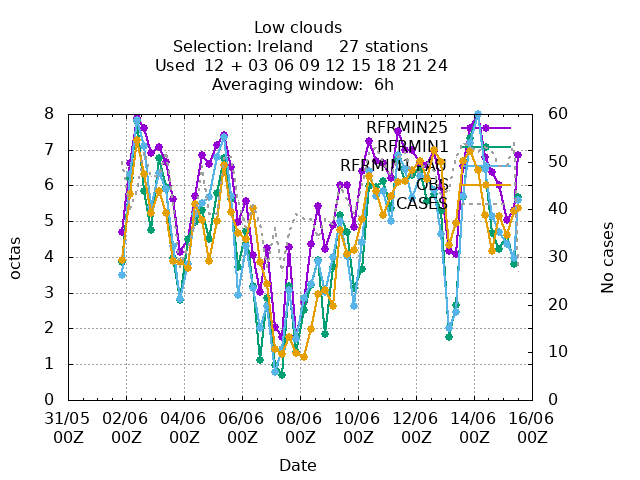 Low clouds
Selection: Ireland 27 stations
Used 12 + 03 06 09 12 15 18 21 24
Averaging window: 6h
8
7
6
5
4
3
2
1
0
octas
60
50
40
30
20
10
0
No cases
RFRMIN25
RFRMIN1
OBS
CASES
31/05 02/06 04/06 06/06 08/06 10/06 12/06 14/06 16/06
00Z 00Z 00Z 00Z 00Z 00Z 00Z 00Z 00Z
Date